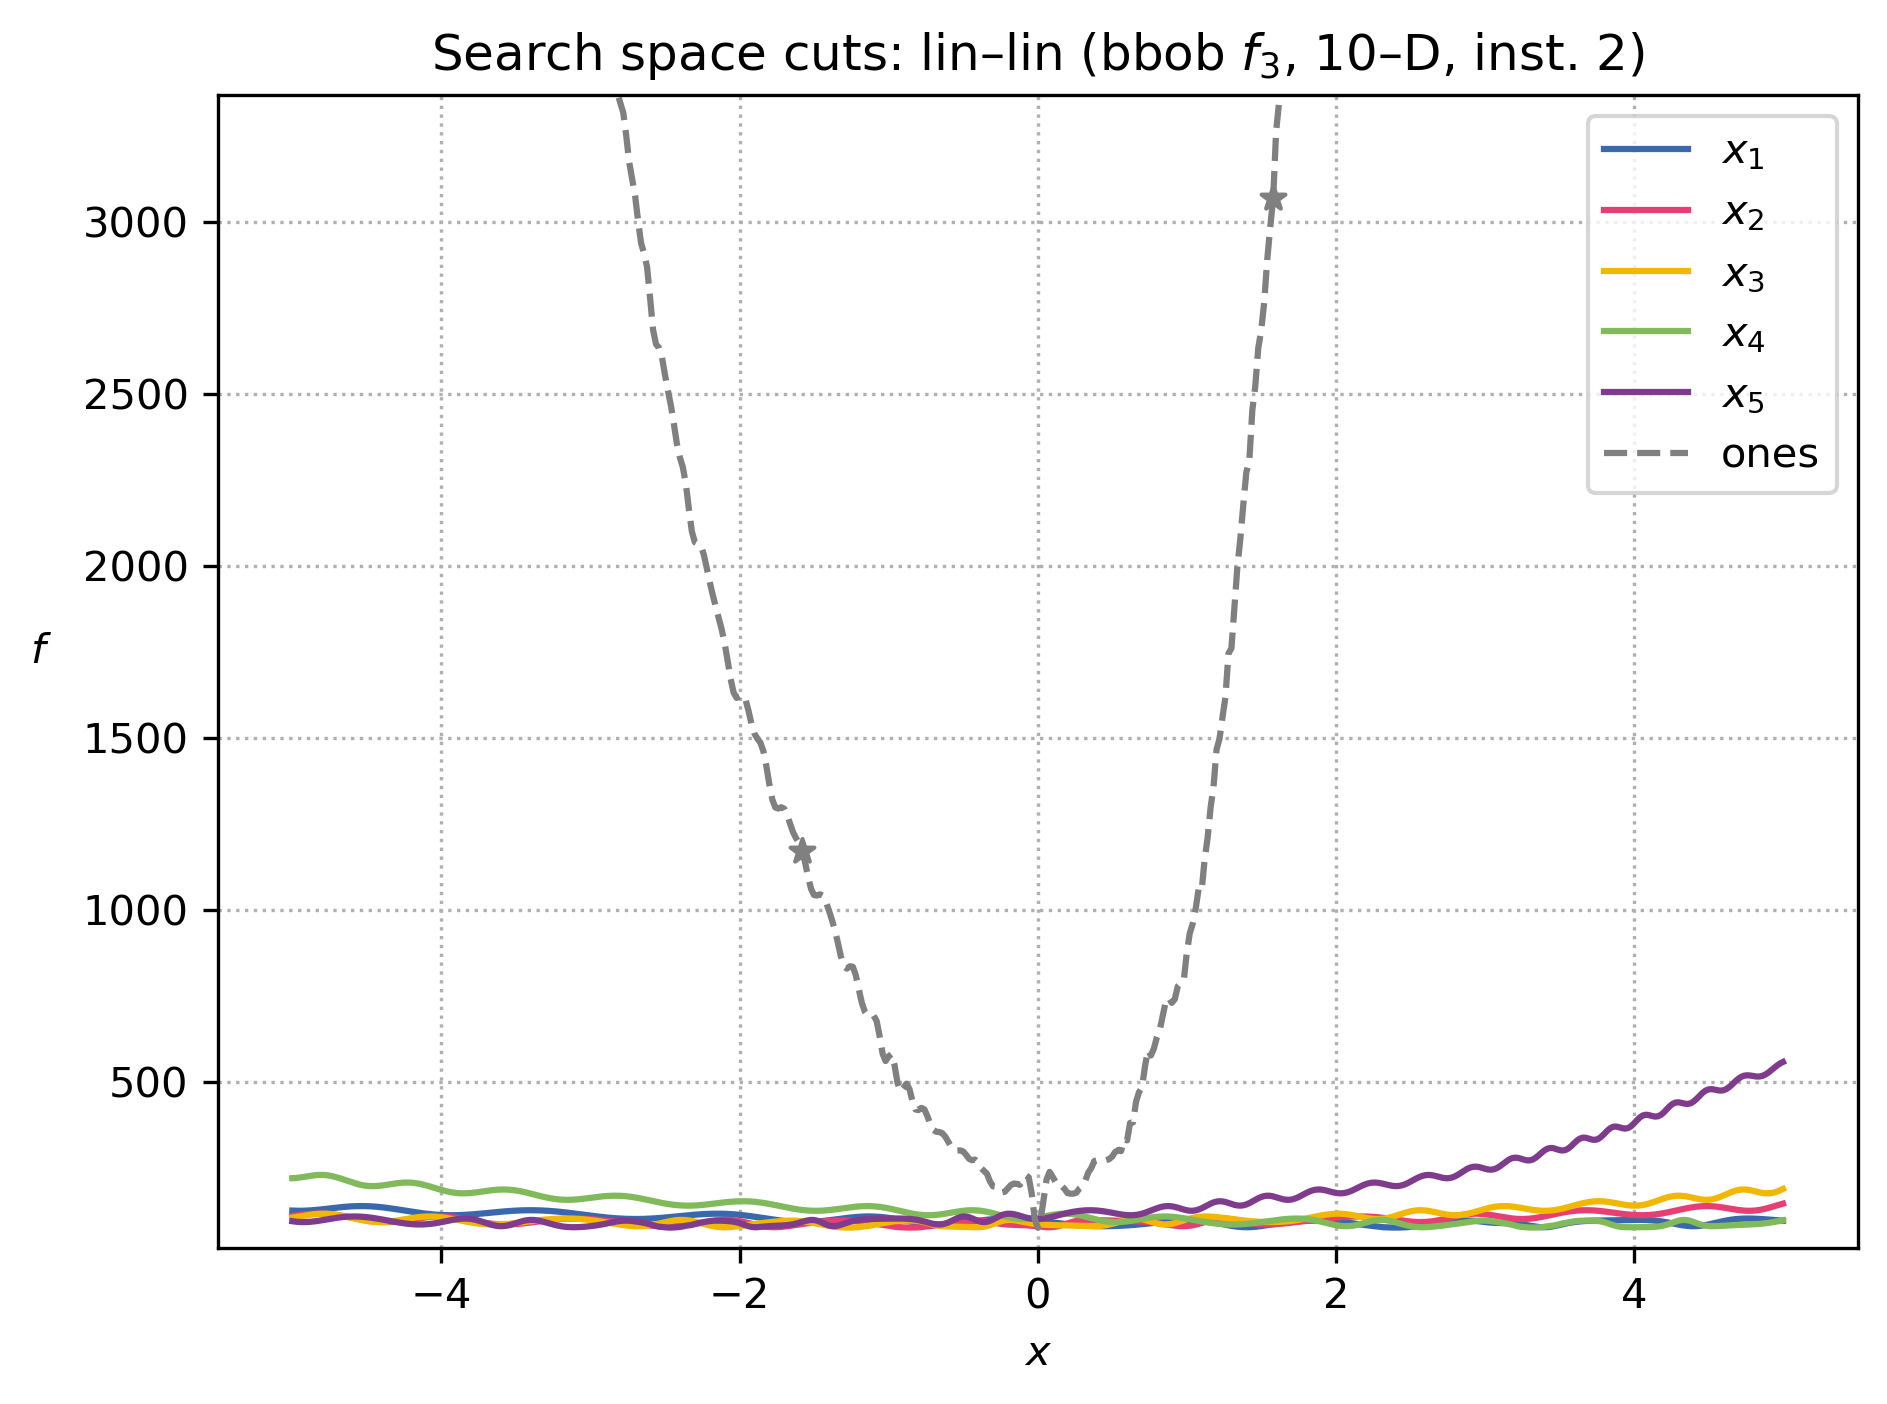 Search space cuts: lin–lin (bbob f₃, 10–D, inst. 2)
3000
2500
2000
1500
1000
500
f
x₁
x₂
x₃
x₄
x₅
ones
−4 −2 0 2 4
x